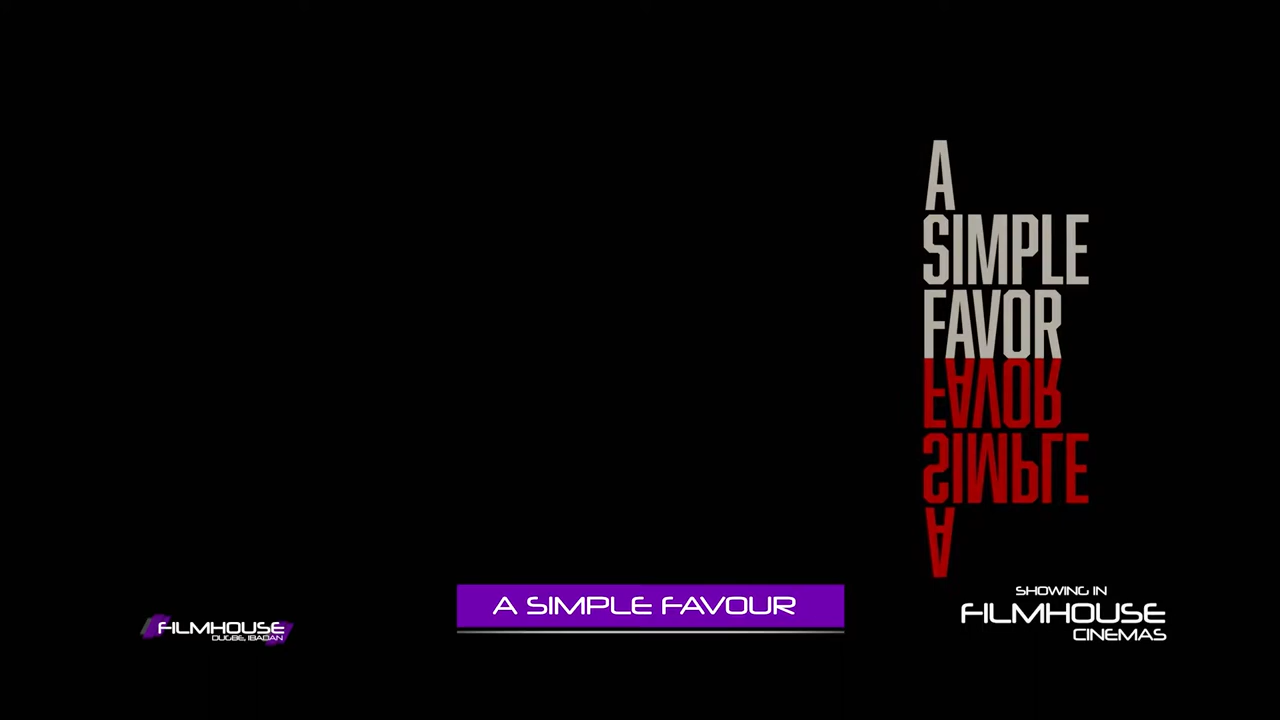 A
SIMPLE
FAVOR
FAVOR
SIMPLE
A
A SIMPLE FAVOUR
FILMHOUSE
DUGBE, IBADAN
SHOWING IN
FILMHOUSE
CINEMAS